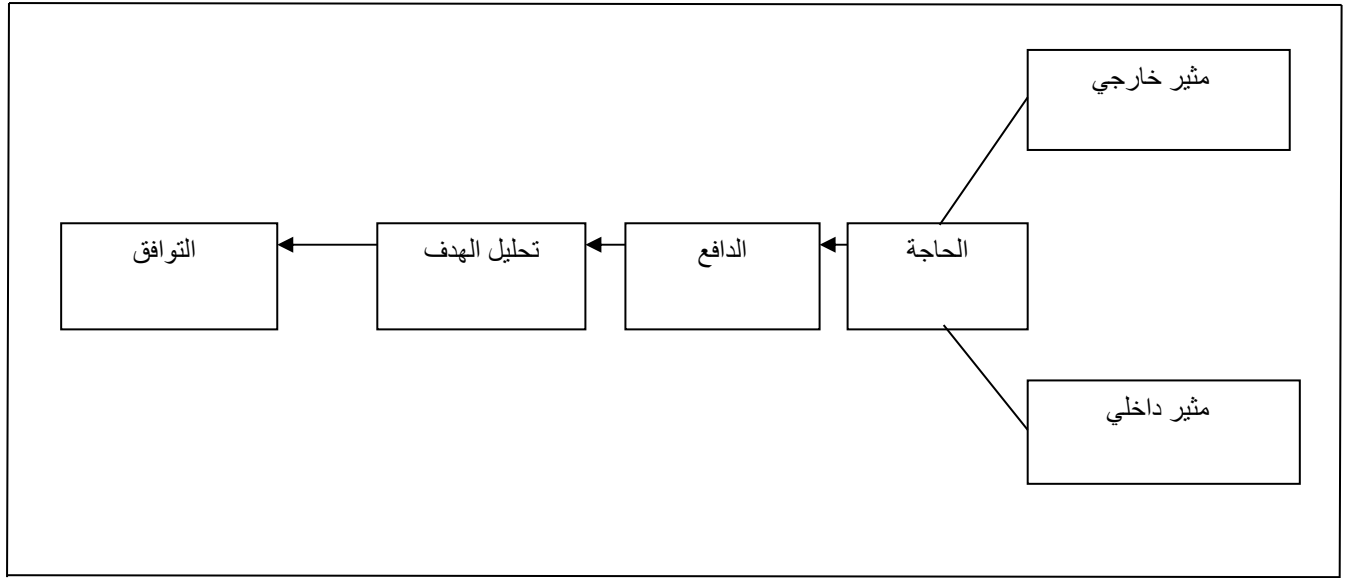 مثير خارجي
الحاجة
الدافع
تحليل الهدف
التوافق
مثير داخلي